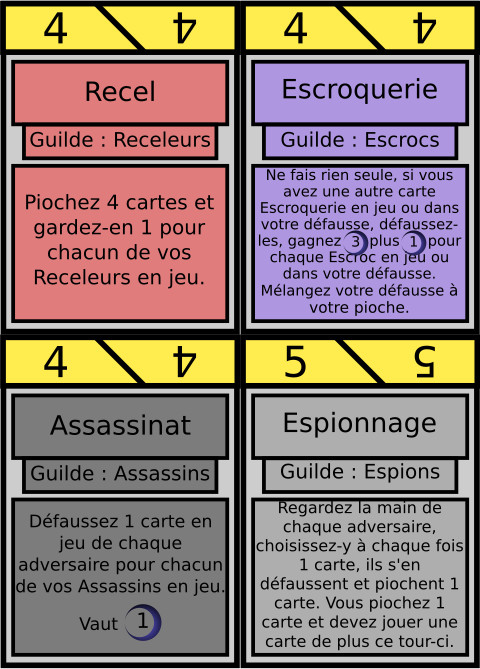 4 4
Recel
Guilde : Receleurs
Piochez 4 cartes et
gardez-en 1 pour
chacun de vos
Receleurs en jeu.
4 4
Escroquerie
Guilde : Escrocs
Ne fais rien seule, si vous
avez une autre carte
Escroquerie en jeu ou dans
votre défausse, défaussez-
les, gagnez 3 plus 1 pour
chaque Escroc en jeu ou
dans votre défausse.
Mélangez votre défausse à
votre pioche.
4 4
Assassinat
Guilde : Assassins
Défaussez 1 carte en
jeu de chaque
adversaire pour chacun
de vos Assassins en jeu.
Vaut 1
5 5
Espionnage
Guilde : Espions
Regardez la main de
chaque adversaire,
choisissez-y à chaque fois
1 carte, ils s'en
défaussent et piochent 1
carte. Vous piochez 1
carte et devez jouer une
carte de plus ce tour-ci.